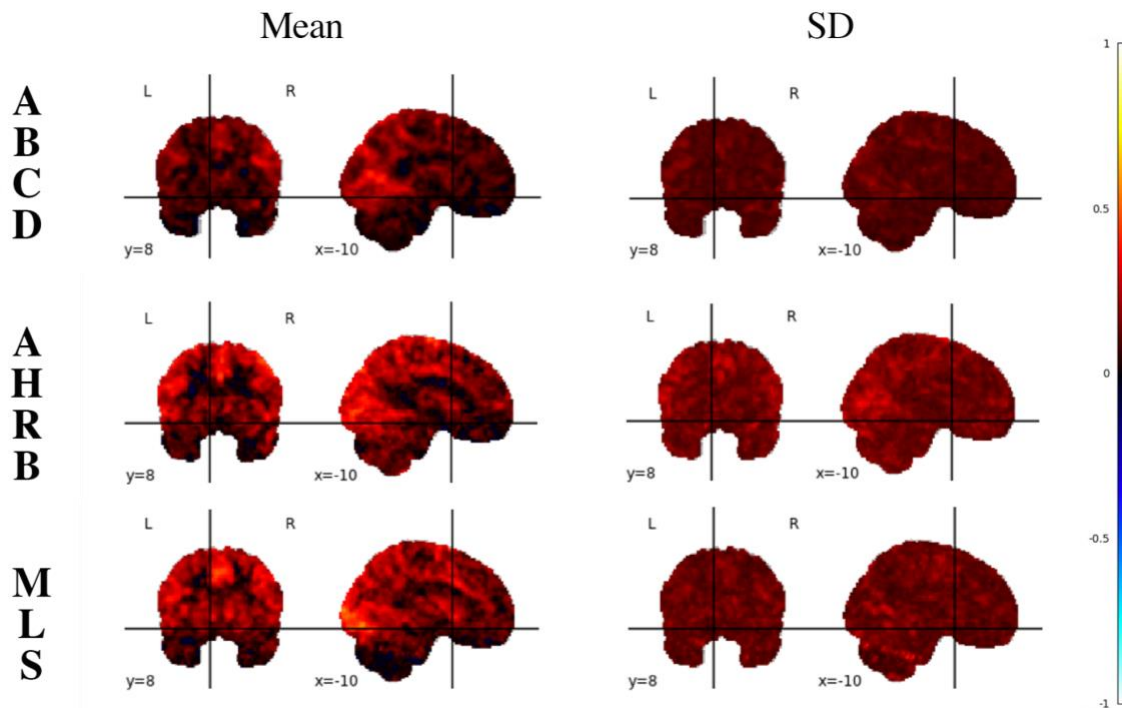 Mean SD
A
B
C
D
L R L R
y=8 x=-10 y=8 x=-10
A
H
R
B
L R L R
y=8 x=-10 y=8 x=-10
M
L
S
L R L R
y=8 x=-10 y=8 x=-10
1
0.5
0
-0.5
-1